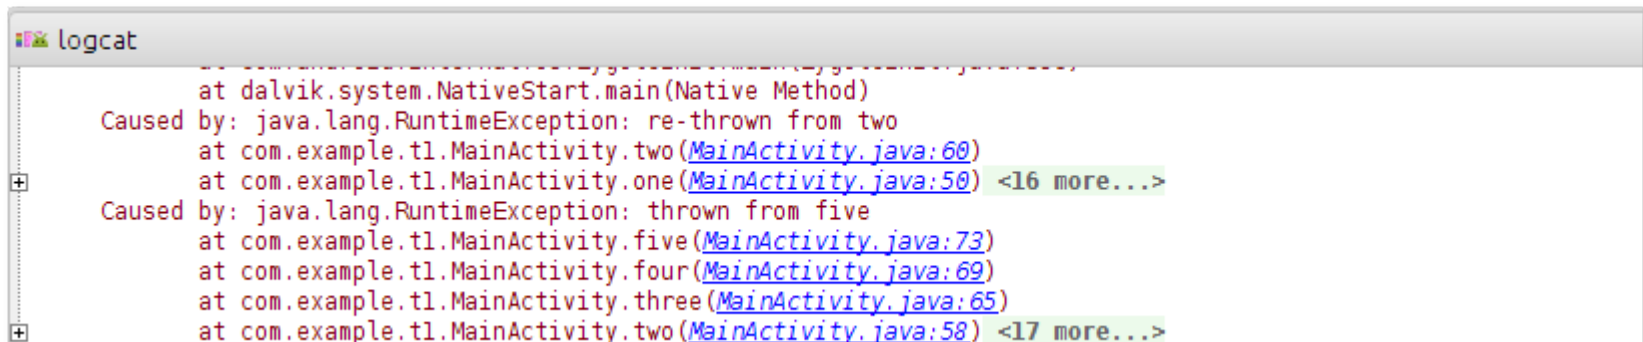 logcat
at dalvik.system.NativeStart.main(Native Method)
Caused by: java.lang.RuntimeException: re-thrown from two
at com.example.t1.MainActivity.two(MainActivity.java:60)
at com.example.t1.MainActivity.one(MainActivity.java:50) <16 more...>
Caused by: java.lang.RuntimeException: thrown from five
at com.example.t1.MainActivity.five(MainActivity.java:73)
at com.example.t1.MainActivity.four(MainActivity.java:69)
at com.example.t1.MainActivity.three(MainActivity.java:65)
at com.example.t1.MainActivity.two(MainActivity.java:58) <17 more...>